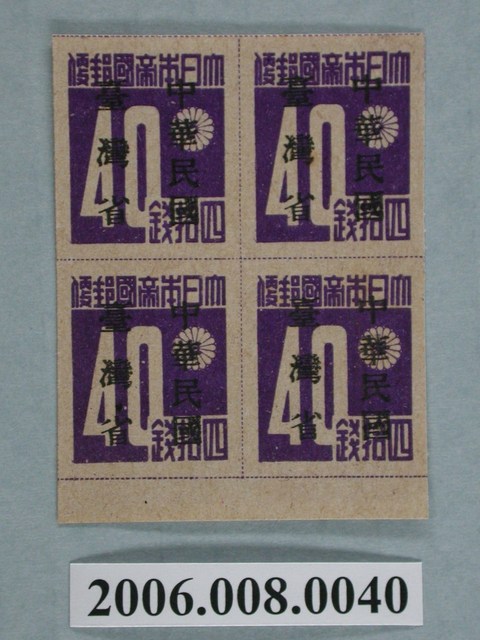 大日本帝國郵便
中華民國
臺灣省
40
四拾錢
大日本帝國郵便
中華民國
臺灣省
40
四拾錢
大日本帝國郵便
中華民國
臺灣省
40
四拾錢
大日本帝國郵便
中華民國
臺灣省
40
四拾錢
2006.008.0040